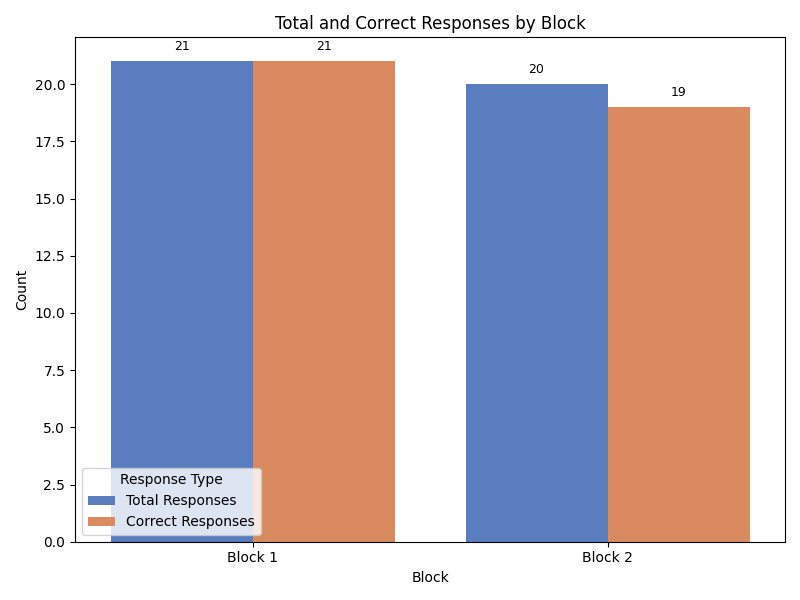 Total and Correct Responses by Block
21
21
20
19
20.0
17.5
15.0
12.5
10.0
7.5
5.0
2.5
0.0
Count
Response Type
Total Responses
Correct Responses
Block 1
Block 2
Block